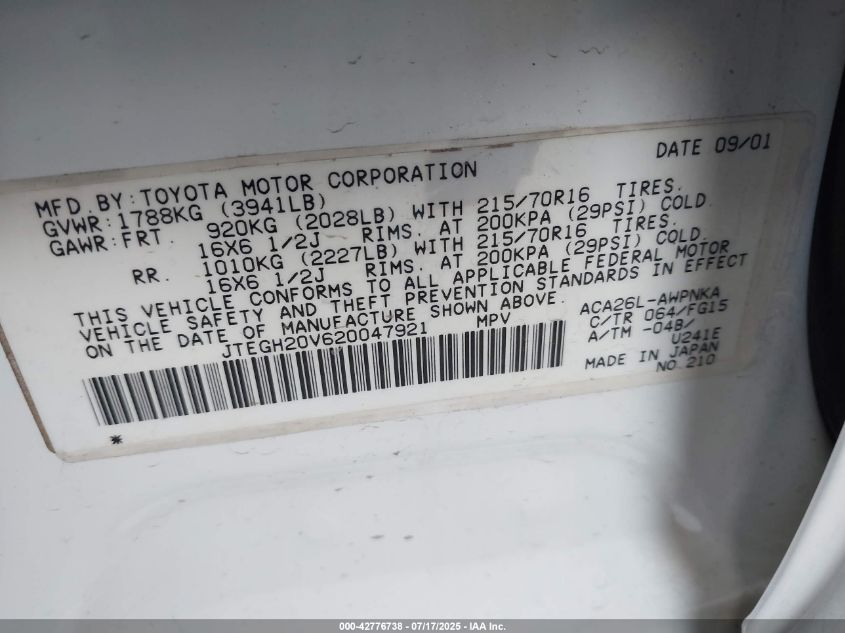 DATE 09/01
MFD. BY: TOYOTA MOTOR CORPORATION
GVWR: 1788KG (3941LB)
GAWR: FRT. 920KG (2028LB) WITH 215/70R16 TIRES.
16X6 1/2J RIMS. AT 200KPA (29PSI) COLD.
RR. 1010KG (2227LB) WITH 215/70R16 TIRES.
16X6 1/2J RIMS. AT 200KPA (29PSI) COLD.
THIS VEHICLE CONFORMS TO ALL APPLICABLE FEDERAL MOTOR
VEHICLE SAFETY AND THEFT PREVENTION STANDARDS IN EFFECT
ON THE DATE OF MANUFACTURE SHOWN ABOVE.
JTEGH20V620047921 MPV
ACA26L-AWPNKA
C/TR 064/FG15
A/TM -04B/
U241E
MADE IN JAPAN
NO. 210
*
000-42776738 - 07/17/2025 - IAA Inc.